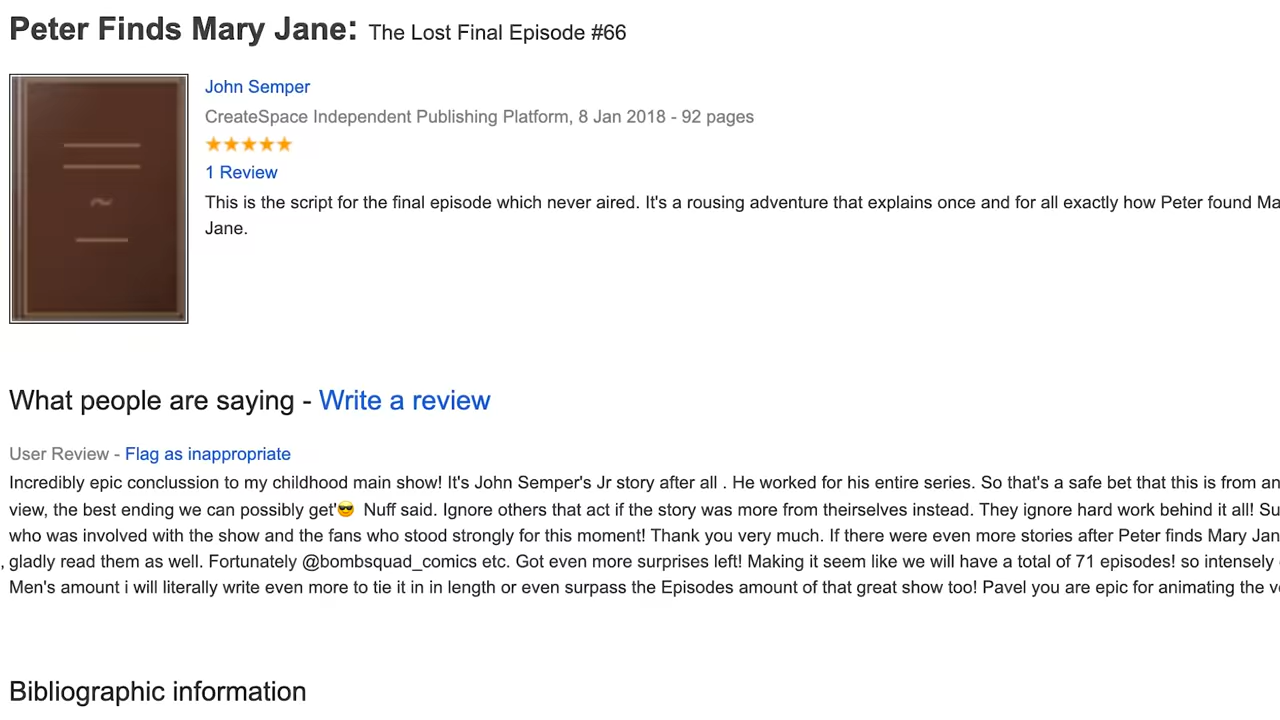 Peter Finds Mary Jane: The Lost Final Episode #66
John Semper
CreateSpace Independent Publishing Platform, 8 Jan 2018 - 92 pages
★★★★★
1 Review
This is the script for the final episode which never aired. It's a rousing adventure that explains once and for all exactly how Peter found Ma
Jane.
What people are saying - Write a review
User Review - Flag as inappropriate
Incredibly epic conclussion to my childhood main show! It's John Semper's Jr story after all . He worked for his entire series. So that's a safe bet that this is from an
view, the best ending we can possibly get'😎 Nuff said. Ignore others that act if the story was more from theirselves instead. They ignore hard work behind it all! Su
who was involved with the show and the fans who stood strongly for this moment! Thank you very much. If there were even more stories after Peter finds Mary Jan
, gladly read them as well. Fortunately @bombsquad_comics etc. Got even more surprises left! Making it seem like we will have a total of 71 episodes! so intensely
Men's amount i will literally write even more to tie it in in length or even surpass the Episodes amount of that great show too! Pavel you are epic for animating the v
Bibliographic information